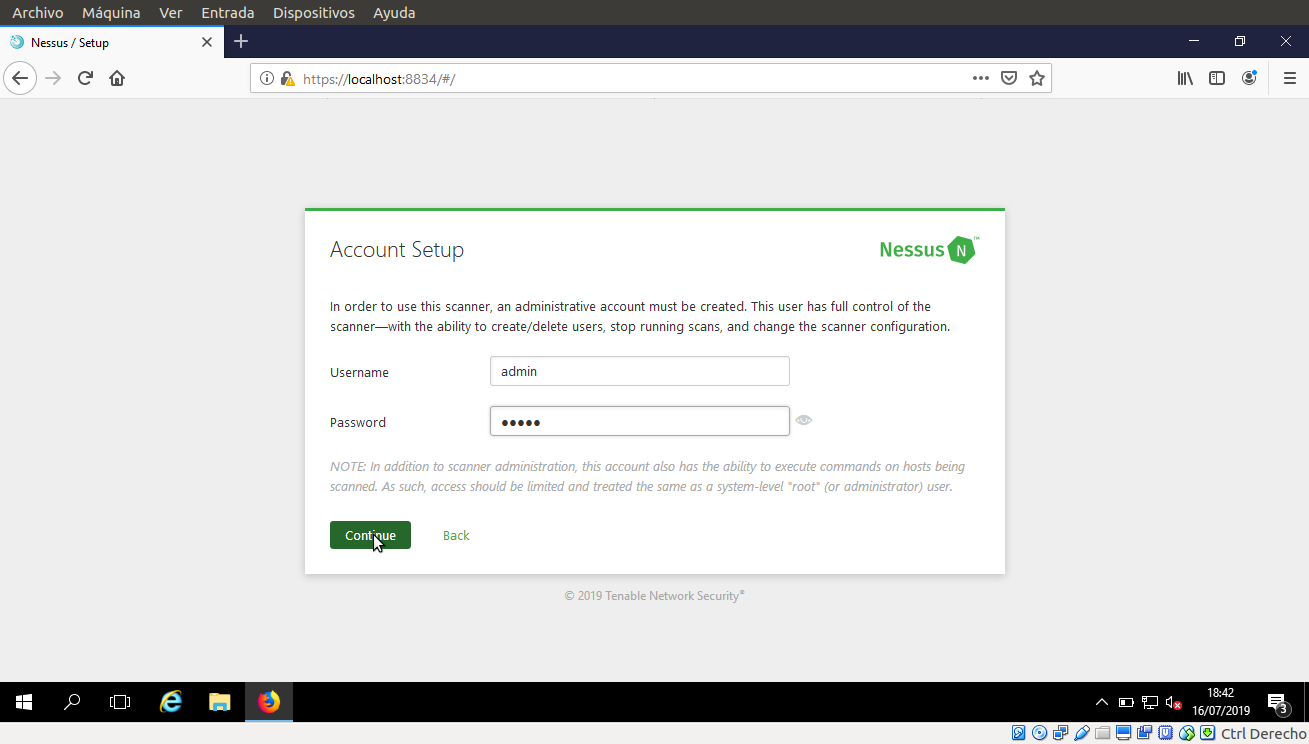 Archivo Máquina Ver Entrada Dispositivos Ayuda
Nessus / Setup
https://localhost:8834/#/
Account Setup
Nessus N ™
In order to use this scanner, an administrative account must be created. This user has full control of the
scanner—with the ability to create/delete users, stop running scans, and change the scanner configuration.
Username
admin
Password
•••••
NOTE: In addition to scanner administration, this account also has the ability to execute commands on hosts being
scanned. As such, access should be limited and treated the same as a system-level "root" (or administrator) user.
Continue
Back
© 2019 Tenable Network Security®
18:42
16/07/2019
3
Ctrl Derecho